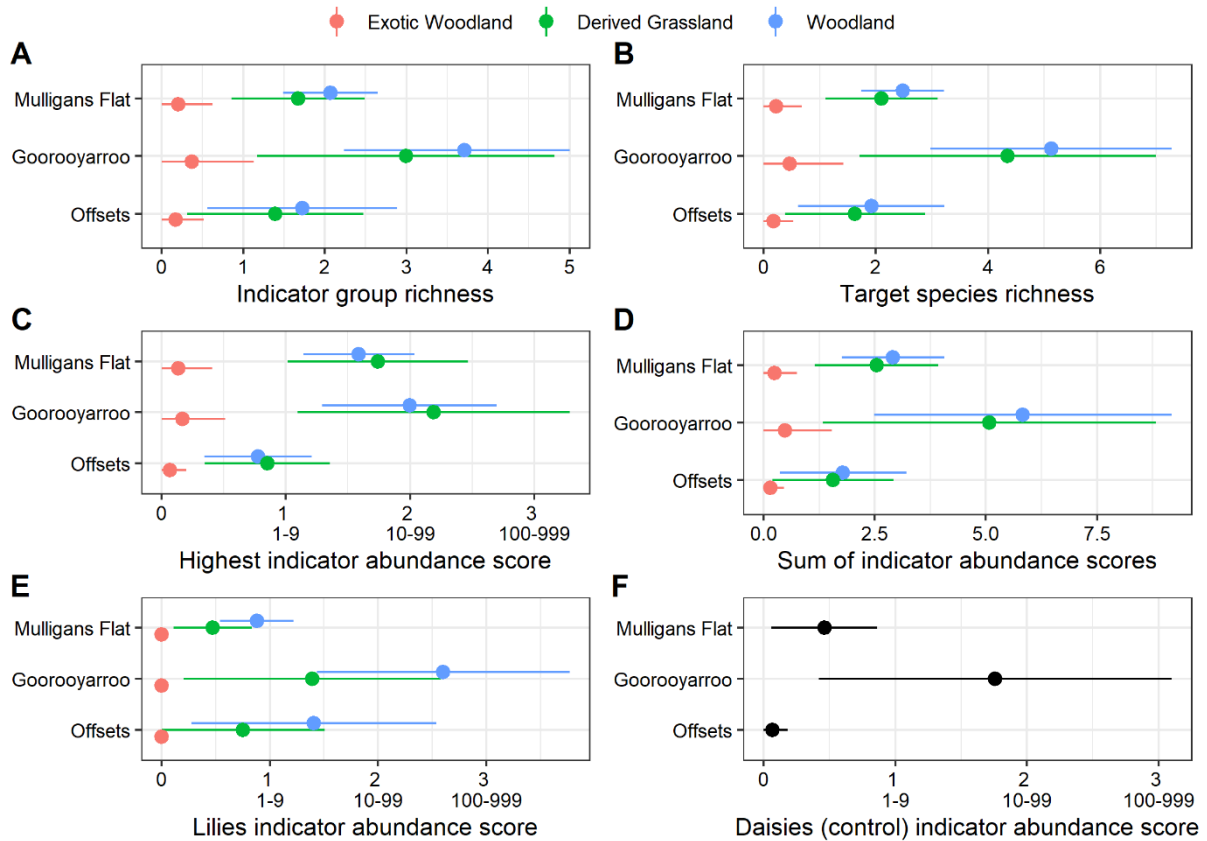 Exotic Woodland Derived Grassland Woodland
A
Mulligans Flat
Goorooyarroo
Offsets
0 1 2 3 4 5
Indicator group richness
B
Mulligans Flat
Goorooyarroo
Offsets
0 2 4 6
Target species richness
C
Mulligans Flat
Goorooyarroo
Offsets
0 1 2 3
1-9 10-99 100-999
Highest indicator abundance score
D
Mulligans Flat
Goorooyarroo
Offsets
0.0 2.5 5.0 7.5
Sum of indicator abundance scores
E
Mulligans Flat
Goorooyarroo
Offsets
0 1 2 3
1-9 10-99 100-999
Lilies indicator abundance score
F
Mulligans Flat
Goorooyarroo
Offsets
0 1 2 3
1-9 10-99 100-999
Daisies (control) indicator abundance score